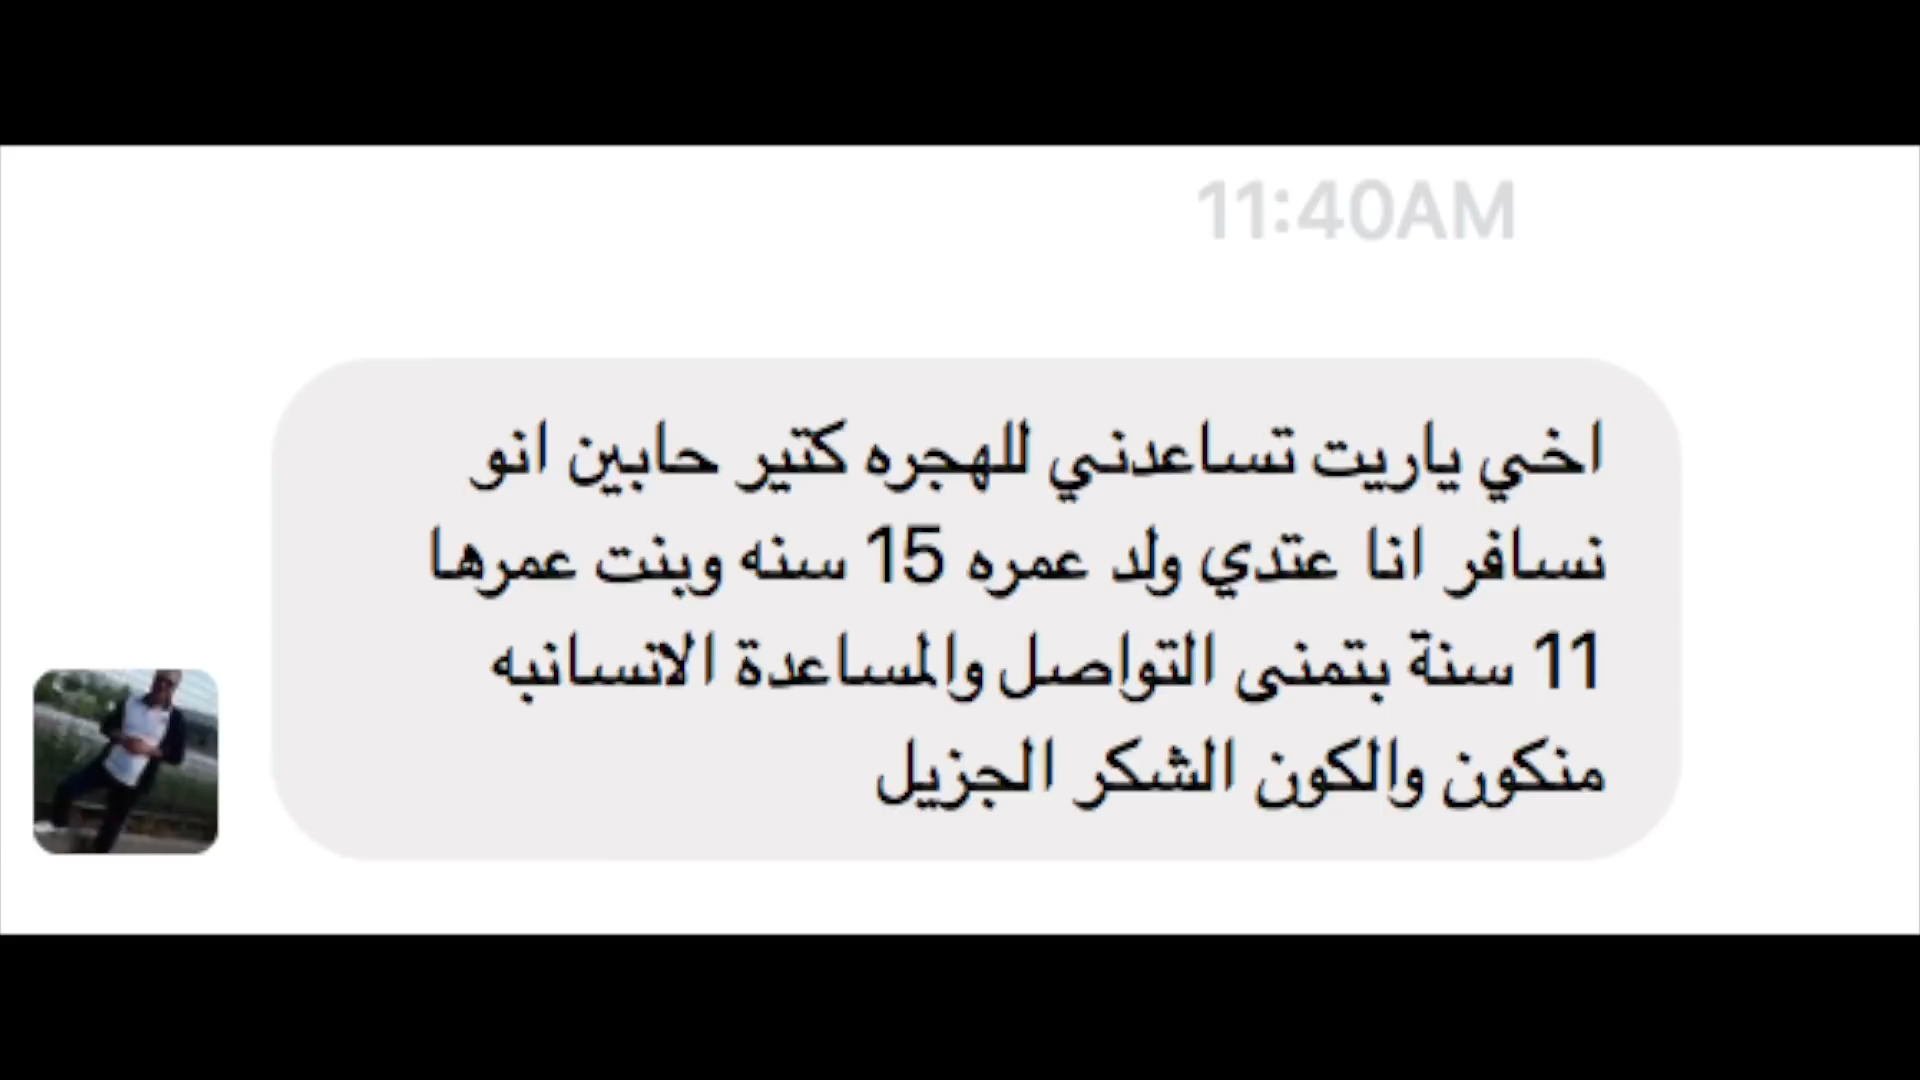 11:40AM
اخي ياريت تساعدني للهجره كتير حابين انو
نسافر انا عتدي ولد عمره 15 سنه وبنت عمرها
11 سنة بتمنى التواصل والمساعدة الاتسانبه
منكون والكون الشكر الجزيل